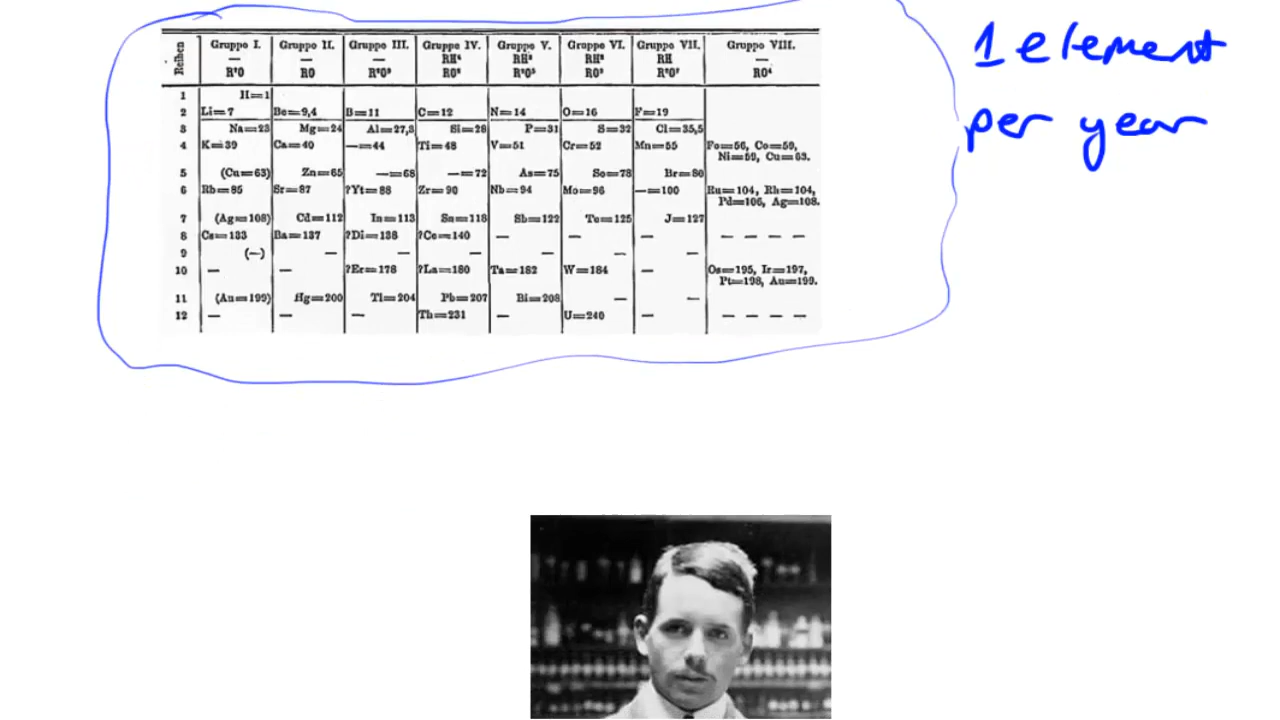 1 element
per year
Reihen
Gruppo I. Gruppo II. Gruppo III. Gruppo IV. Gruppo V. Gruppo VI. Gruppo VII. Gruppo VIII.
— — — RH⁴ RH³ RH² RH —
R²O RO R²O³ RO² R²O⁵ RO³ R²O⁷ RO⁴
1 H=1
2 Li=7 Be=9,4 B=11 C=12 N=14 O=16 F=19
3 Na=23 Mg=24 Al=27,3 Si=28 P=31 S=32 Cl=35,5
4 K=39 Ca=40 —=44 Ti=48 V=51 Cr=52 Mn=55 Fe=56, Co=59,
Ni=59, Cu=63.
5 (Cu=63) Zn=65 —=68 —=72 As=75 Se=78 Br=80
6 Rb=85 Sr=87 ?Yt=88 Zr=90 Nb=94 Mo=96 —=100 Ru=104, Rh=104,
Pd=106, Ag=108.
7 (Ag=108) Cd=112 In=113 Sn=118 Sb=122 Te=125 J=127
8 Cs=133 Ba=137 ?Di=138 ?Ce=140 — — — — — — —
9 (—) — — — — — —
10 — — ?Er=178 ?La=180 Ta=182 W=184 — Os=195, Ir=197,
Pt=198, Au=199.
11 (Au=199) Hg=200 Tl=204 Pb=207 Bi=208 — —
12 — — — Th=231 — U=240 — — — — —